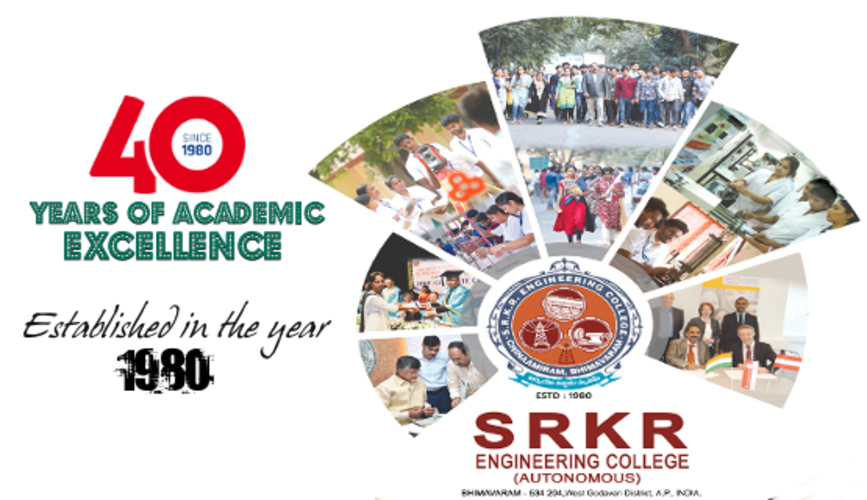 40
SINCE
1980
YEARS OF ACADEMIC
EXCELLENCE
Established in the year
1980
S.R.K.R. ENGINEERING COLLEGE
CHINAAMIRAM, BHIMAVARAM
ESTD : 1980
SRKR
ENGINEERING COLLEGE
(AUTONOMOUS)
BHIMAVARAM - 534 204, West Godavari District, A.P., INDIA.